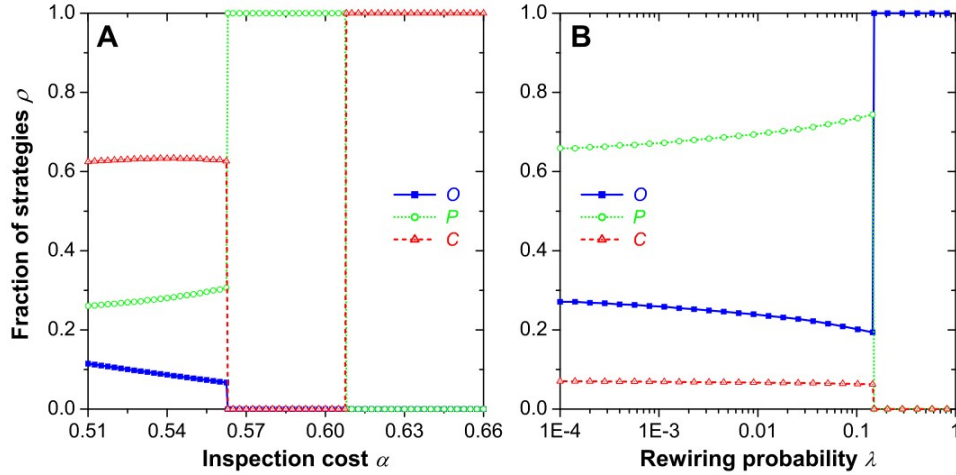 A
B
Fraction of strategies ρ
1.0
0.8
0.6
0.4
0.2
0.0
O
P
C
0.51 0.54 0.57 0.60 0.63 0.66
Inspection cost α
1.0
0.8
0.6
0.4
0.2
0.0
O
P
C
1E-4 1E-3 0.01 0.1 1
Rewiring probability λ